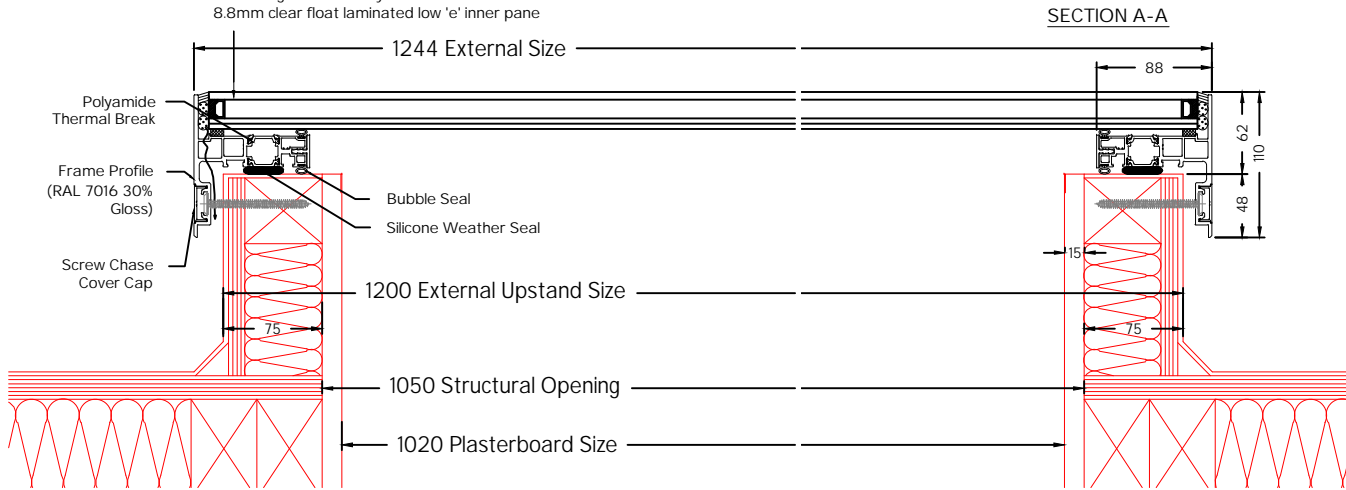 8.8mm clear float laminated low 'e' inner pane
SECTION A-A
1244 External Size
88
Polyamide
Thermal Break
62
110
Frame Profile
(RAL 7016 30%
Gloss)
Bubble Seal
48
Silicone Weather Seal
15
Screw Chase
Cover Cap
1200 External Upstand Size
75
75
1050 Structural Opening
1020 Plasterboard Size